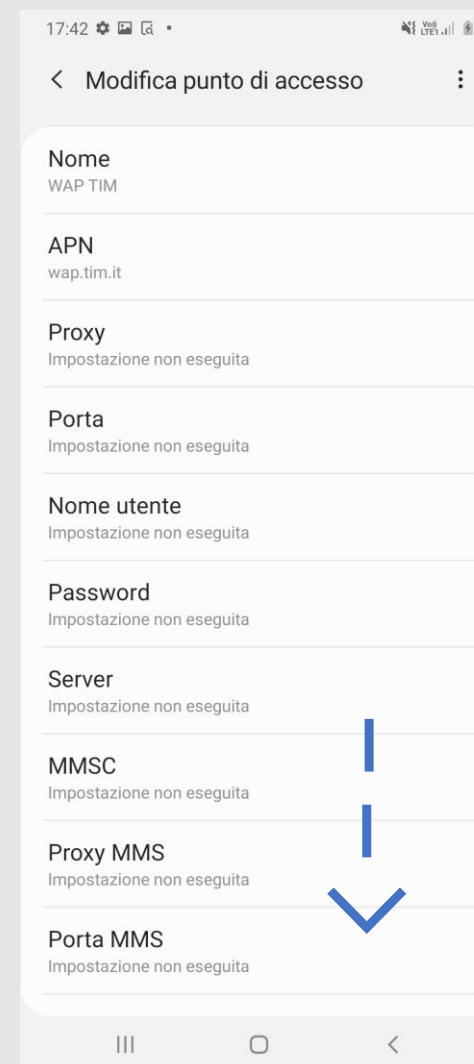 17:42
Vo))
LTE1
Modifica punto di accesso
Nome
WAP TIM
APN
wap.tim.it
Proxy
Impostazione non eseguita
Porta
Impostazione non eseguita
Nome utente
Impostazione non eseguita
Password
Impostazione non eseguita
Server
Impostazione non eseguita
MMSC
Impostazione non eseguita
Proxy MMS
Impostazione non eseguita
Porta MMS
Impostazione non eseguita